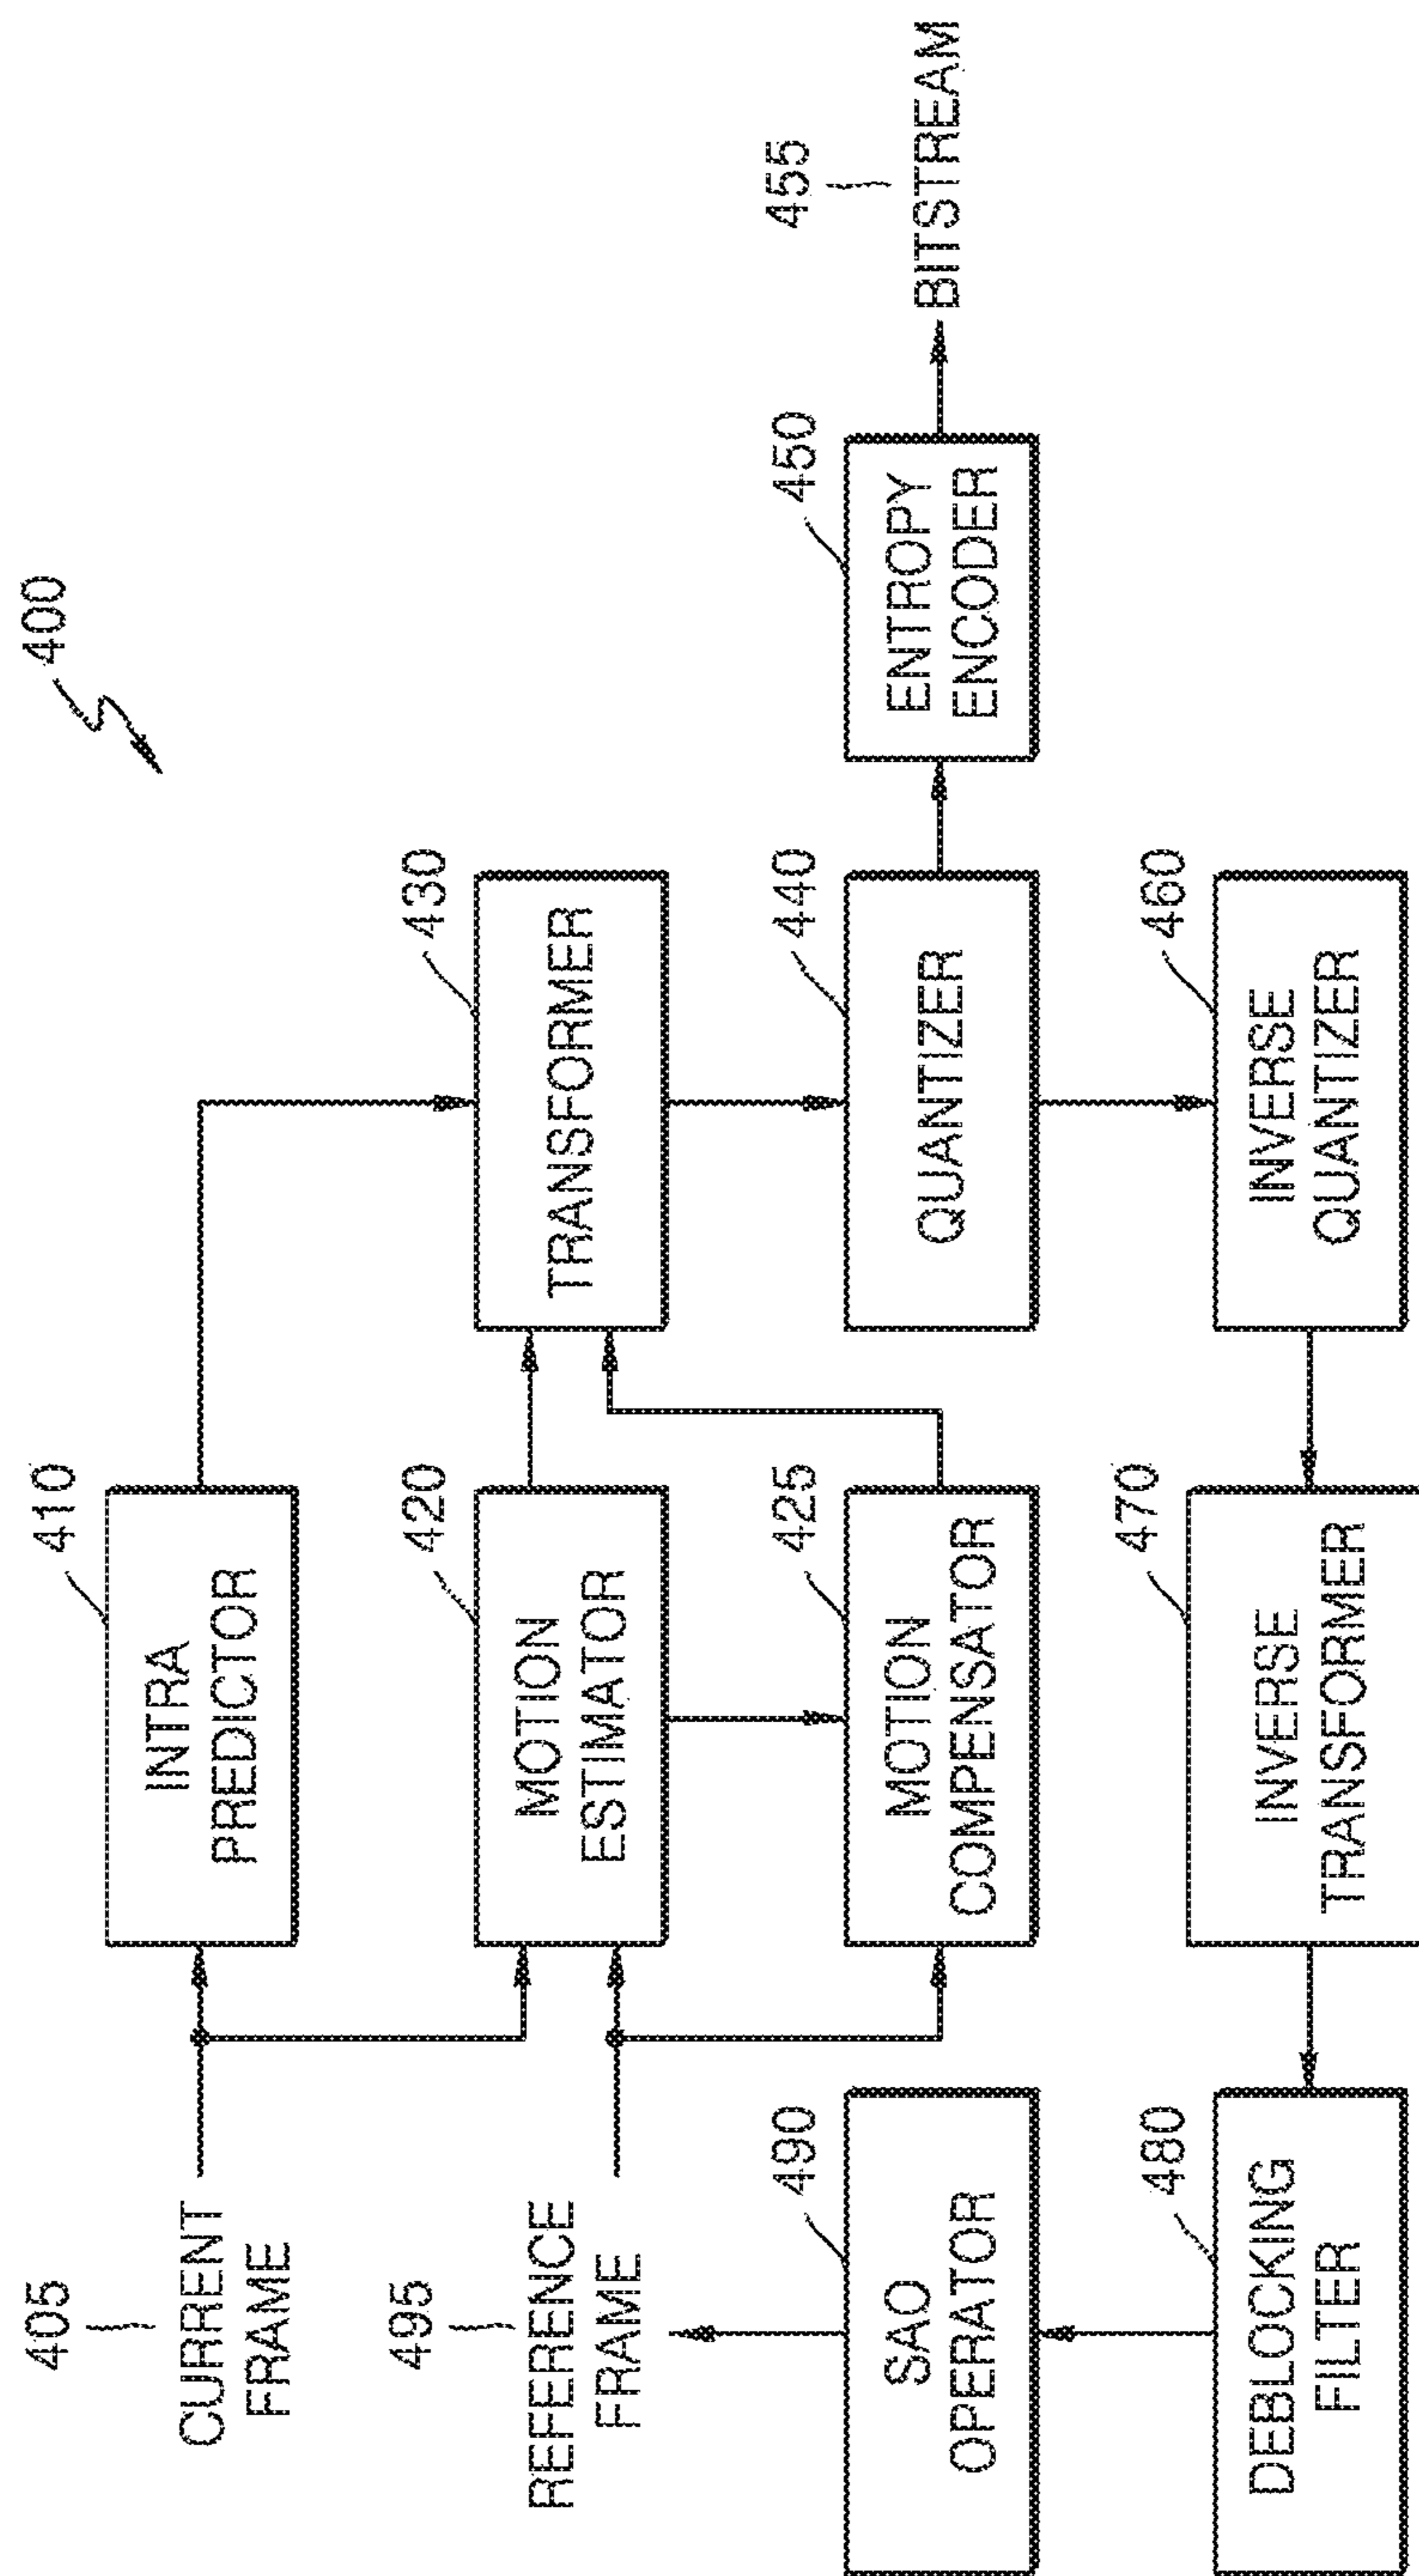 400
405
CURRENT
FRAME
410
INTRA
PREDICTOR
495
REFERENCE
FRAME
420
MOTION
ESTIMATOR
430
TRANSFORMER
490
SAO
OPERATOR
425
MOTION
COMPENSATOR
440
QUANTIZER
450
ENTROPY
ENCODER
455
BITSTREAM
480
DEBLOCKING
FILTER
470
INVERSE
TRANSFORMER
460
INVERSE
QUANTIZER